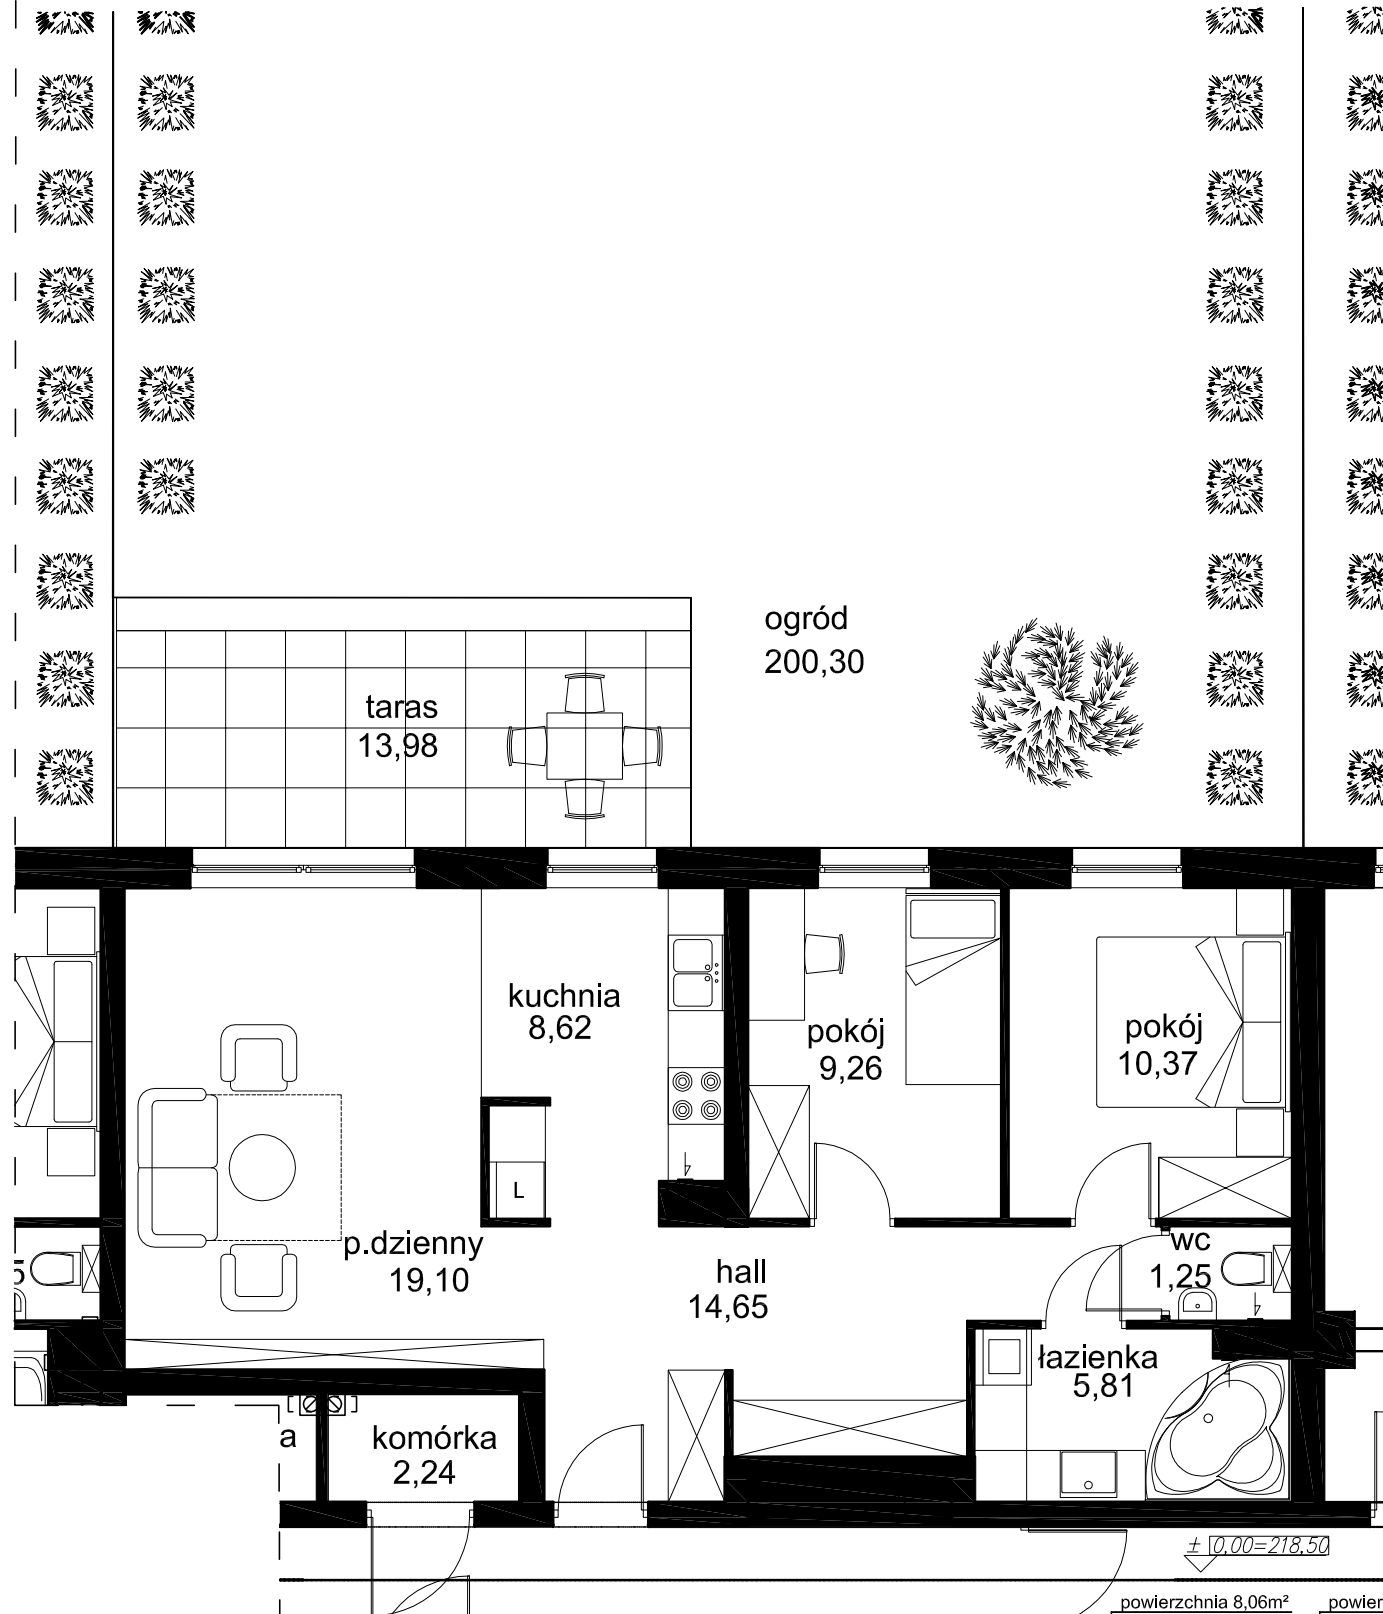 ogród
200,30
taras
13,98
kuchnia
8,62
pokój
9,26
pokój
10,37
L
p.dzienny
19,10
hall
14,65
wc
1,25
5
łazienka
5,81
a
komórka
2,24
± 0,00=218,50
powierzchnia 8,06m²
powier